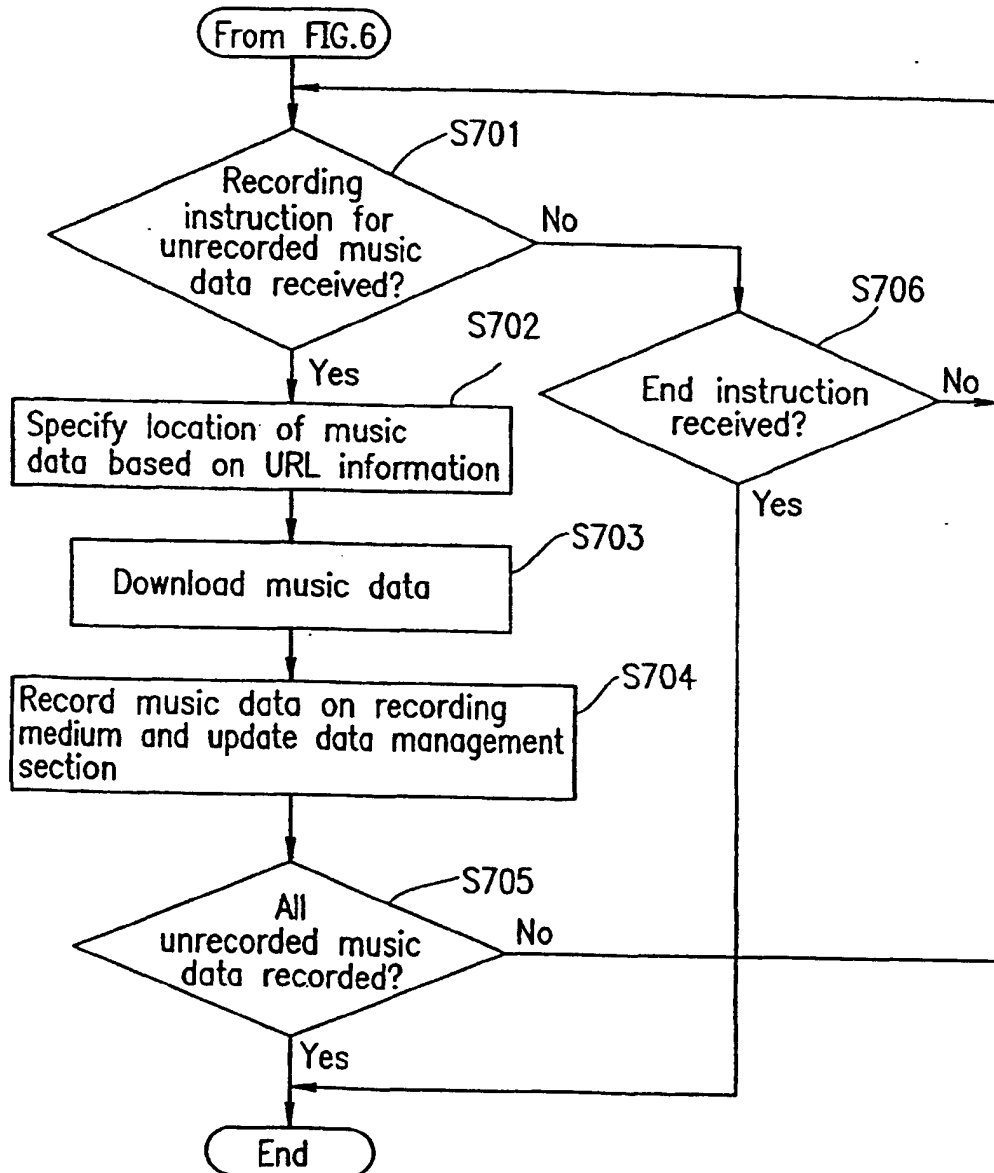 From FIG.6
S701
Recording
instruction for
unrecorded music
data received?
No
S706
S702
Yes
End instruction
received?
No
Specify location of music
data based on URL information
Yes
S703
Download music data
S704
Record music data on recording
medium and update data management
section
S705
All
unrecorded music
data recorded?
No
Yes
End